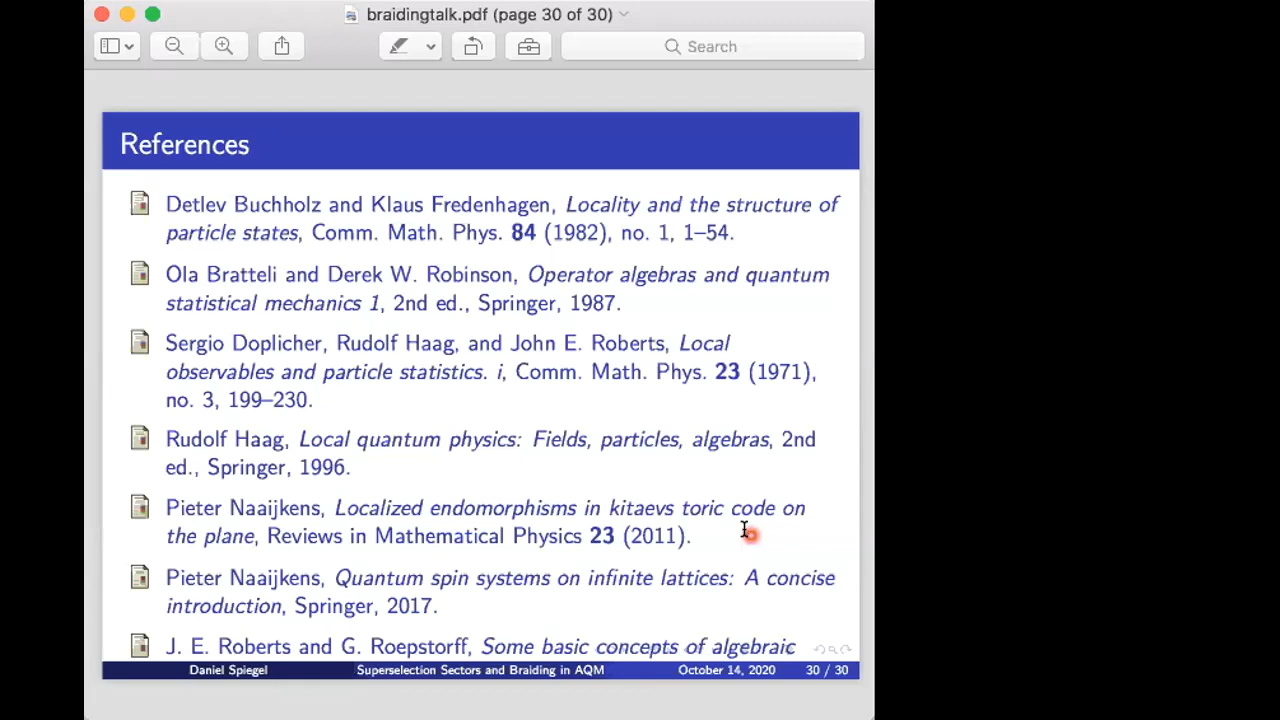 braidingtalk.pdf (page 30 of 30)
Search
References
Detlev Buchholz and Klaus Fredenhagen, Locality and the structure of
particle states, Comm. Math. Phys. 84 (1982), no. 1, 1–54.
Ola Bratteli and Derek W. Robinson, Operator algebras and quantum
statistical mechanics 1, 2nd ed., Springer, 1987.
Sergio Doplicher, Rudolf Haag, and John E. Roberts, Local
observables and particle statistics. i, Comm. Math. Phys. 23 (1971),
no. 3, 199–230.
Rudolf Haag, Local quantum physics: Fields, particles, algebras, 2nd
ed., Springer, 1996.
Pieter Naaijkens, Localized endomorphisms in kitaevs toric code on
the plane, Reviews in Mathematical Physics 23 (2011).
Pieter Naaijkens, Quantum spin systems on infinite lattices: A concise
introduction, Springer, 2017.
J. E. Roberts and G. Roepstorff, Some basic concepts of algebraic
Daniel Spiegel Superselection Sectors and Braiding in AQM October 14, 2020 30 / 30